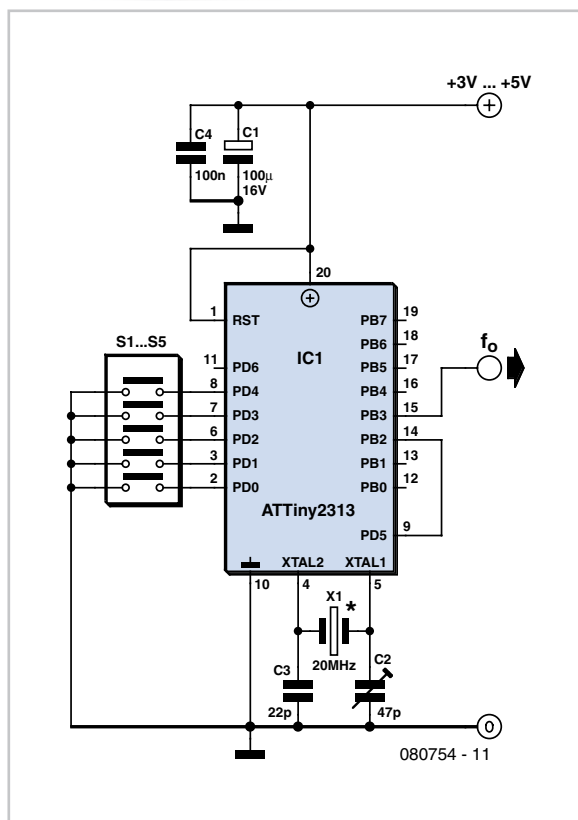 +3V ... +5V
C4
C1
100n
100µ
16V
20
1
RST
PB7
19
PB6
18
S1...S5
IC1
11
PD6
PB5
17
8
PD4
PB4
16
7
PD3
PB3
15
fo
6
PD2
PB2
14
3
PD1
PB1
13
2
PD0
PB0
12
ATTiny2313
PD5
9
XTAL2
XTAL1
10
4
5
X1
*
20MHz
C3
C2
22p
47p
0
080754 - 11